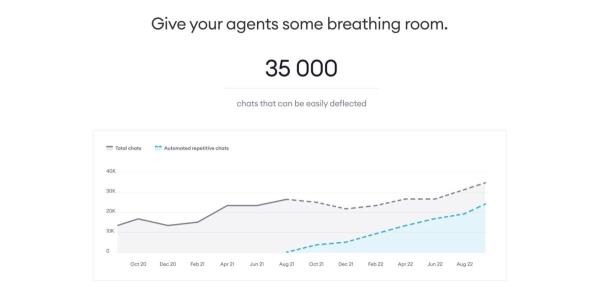 Give your agents some breathing room.
35 000
chats that can be easily deflected
Total chats Automated repetitive chats
40K
30K
20K
10K
0
Oct 20 Dec 20 Feb 21 Apr 21 Jun 21 Aug 21 Oct 21 Dec 21 Feb 22 Apr 22 Jun 22 Aug 22